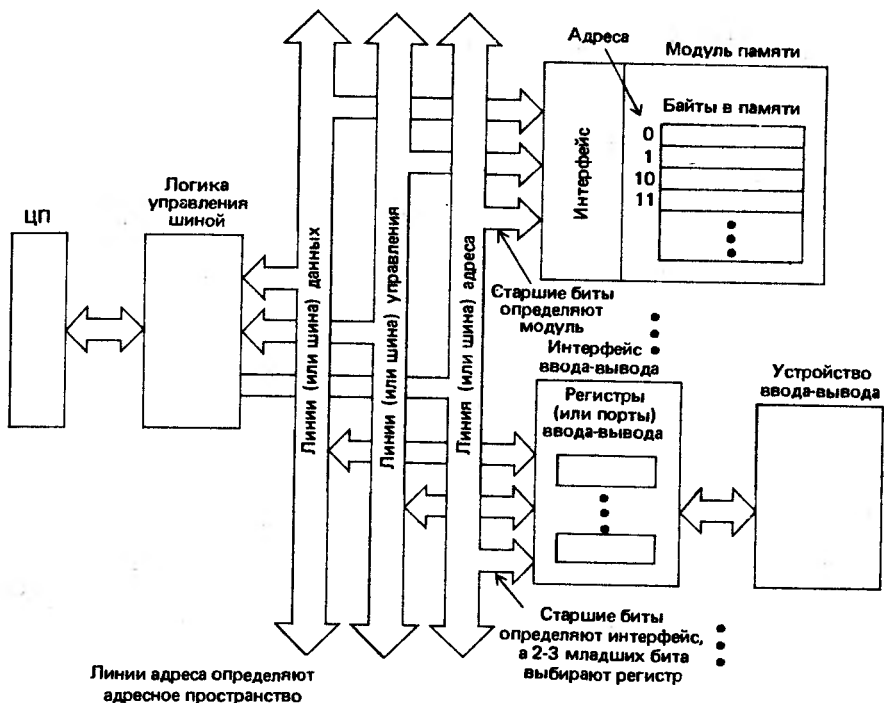 Адреса
Модуль памяти
Байты в памяти
0
1
10
11
Интерфейс
ЦП
Логика
управления
шиной
Линии (или шина) данных
Линии (или шина) управления
Линия (или шина) адреса
Старшие биты
определяют
модуль
Интерфейс
ввода-вывода
Регистры
(или порты)
ввода-вывода
Устройство
ввода-вывода
Старшие биты
определяют интерфейс,
а 2-3 младших бита
выбирают регистр
Линии адреса определяют
адресное пространство